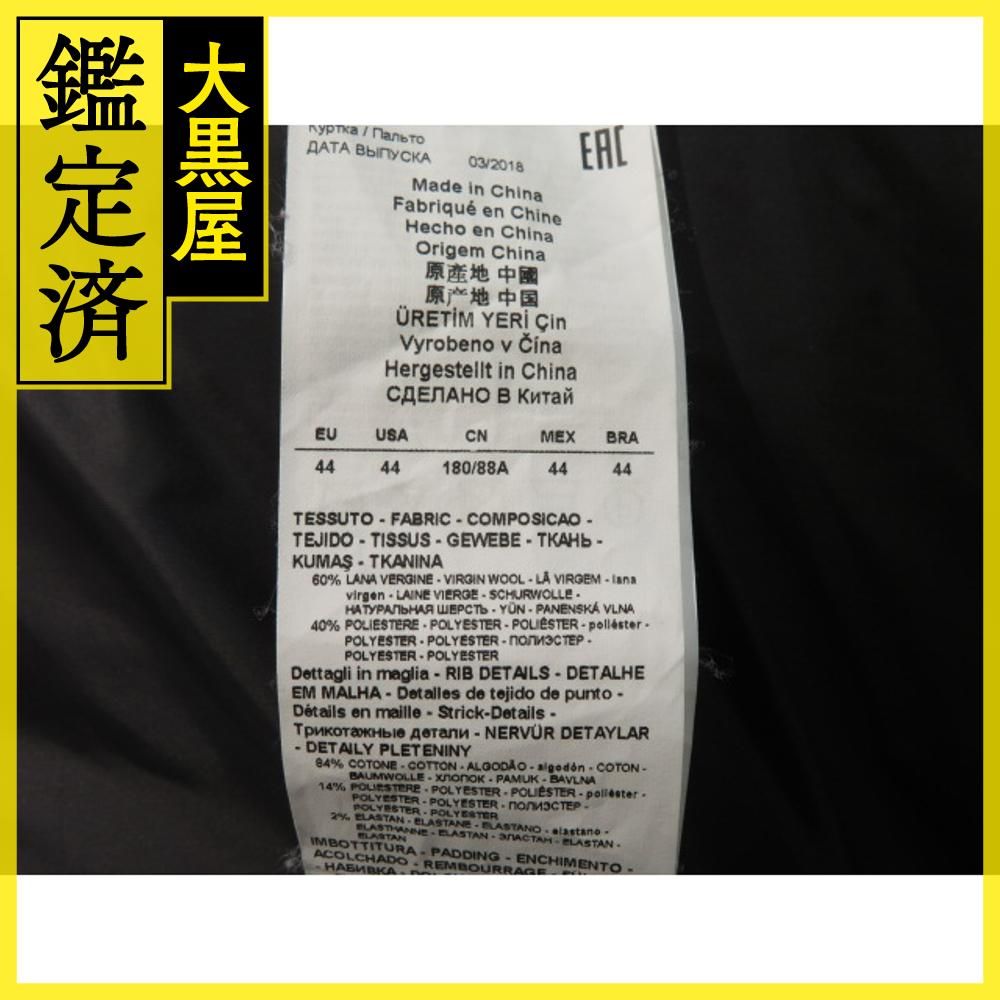 鑑定済
大黒屋
Куртка / Пальто
ДАТА ВЫПУСКА 03/2018
EAC
Made in China
Fabriqué en Chine
Hecho en China
Origem China
原產地 中國
原产地 中国
ÜRETİM YERİ Çin
Vyrobeno v Čína
Hergestellt in China
СДЕЛАНО В Китай
EU USA CN MEX BRA
44 44 180/88A 44 44
TESSUTO - FABRIC - COMPOSICAO -
TEJIDO - TISSUS - GEWEBE - ТКАНЬ -
KUMAŞ - TKANINA
60% LANA VERGINE - VIRGIN WOOL - LÃ VIRGEM - lana
virgen - LAINE VIERGE - SCHURWOLLE -
НАТУРАЛЬНАЯ ШЕРСТЬ - YÜN - PANENSKÁ VLNA
40% POLIESTERE - POLYESTER - POLIÉSTER - poliéster -
POLYESTER - POLYESTER - ПОЛИЭСТЕР -
POLYESTER - POLYESTER
Dettagli in maglia - RIB DETAILS - DETALHE
EM MALHA - Detalles de tejido de punto -
Détails en maille - Strick-Details -
Трикотажные детали - NERVÜR DETAYLAR
- DETAILY PLETENINY
84% COTONE - COTTON - ALGODÃO - algodón - COTON -
BAUMWOLLE - ХЛОПОК - PAMUK - BAVLNA
14% POLIESTERE - POLYESTER - POLIÉSTER - poliéster -
POLYESTER - POLYESTER - ПОЛИЭСТЕР -
POLYESTER - POLYESTER
2% ELASTAN - ELASTANE - ELASTANO - elastano -
ELASTHANNE - ELASTAN - ЭЛАСТАН - ELASTAN -
ELASTAN
IMBOTTITURA - PADDING - ENCHIMENTO -
ACOLCHADO - REMBOURRAGE -
- НАБИВКА -